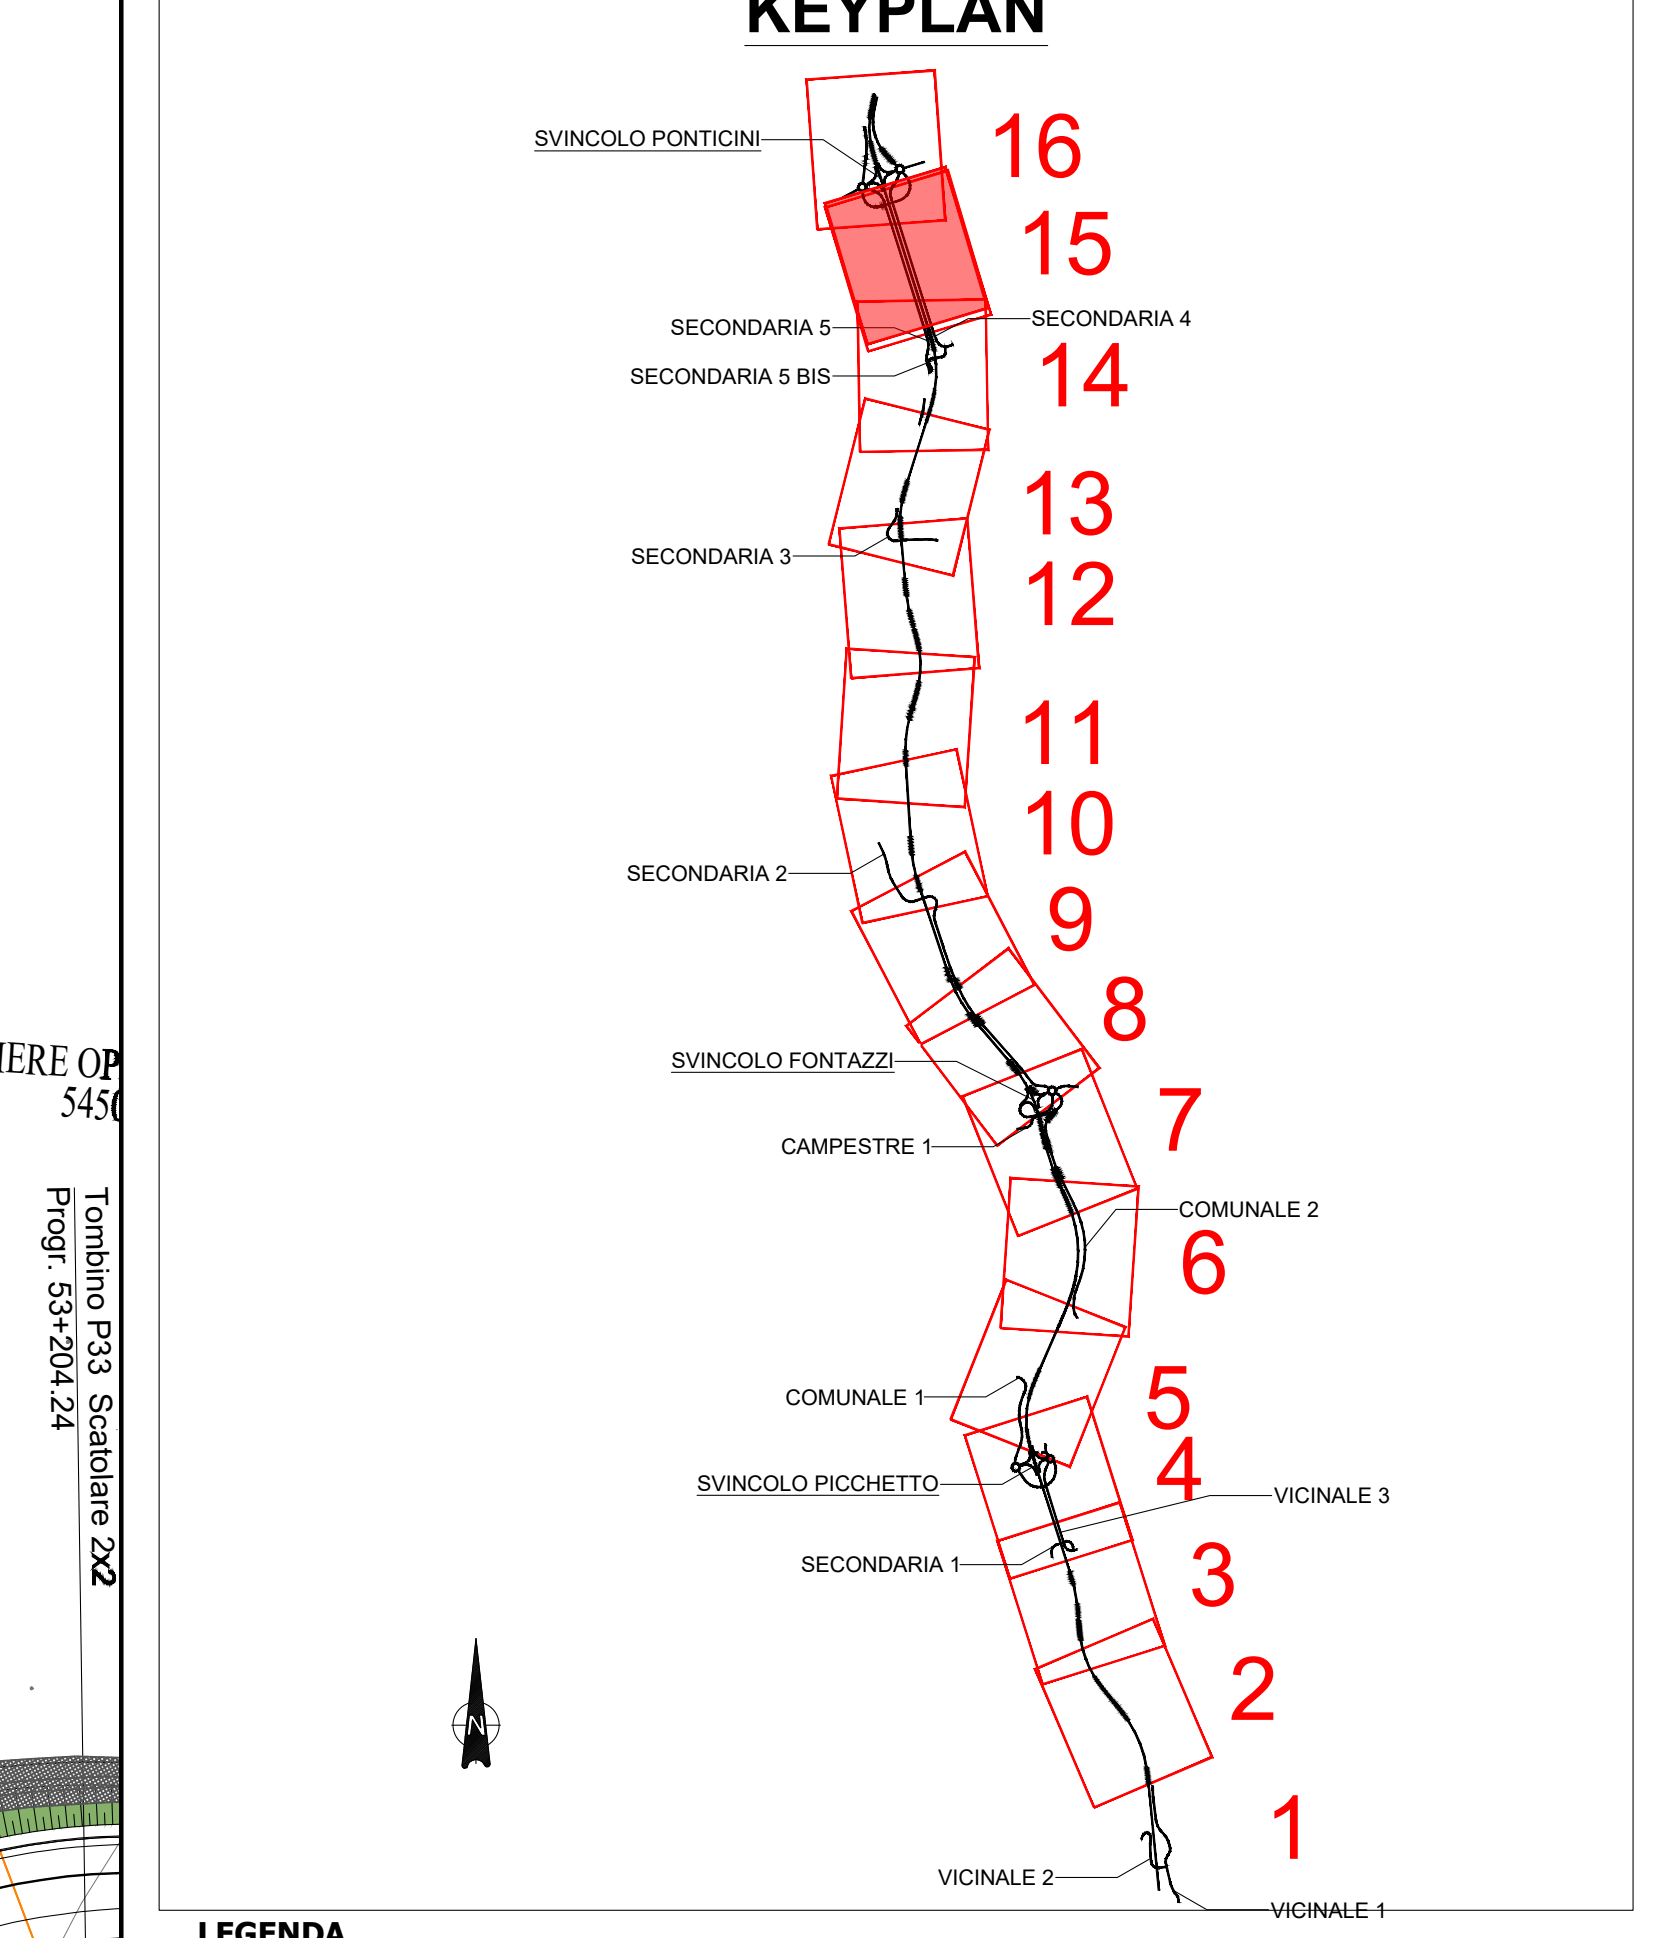 KEYPLAN
SVINCOLO PONTICINI
16
15
SECONDARIA 5
SECONDARIA 4
SECONDARIA 5 BIS
14
13
SECONDARIA 3
12
11
10
SECONDARIA 2
9
8
SVINCOLO FONTAZZI
7
CAMPESTRE 1
COMUNALE 2
6
COMUNALE 1
5
4
SVINCOLO PICCHETTO
VICINALE 3
SECONDARIA 1
3
2
N
1
VICINALE 2
VICINALE 1
LEGENDA
Tombino P33 Scatolare 2x2
Progr. 53+204.24